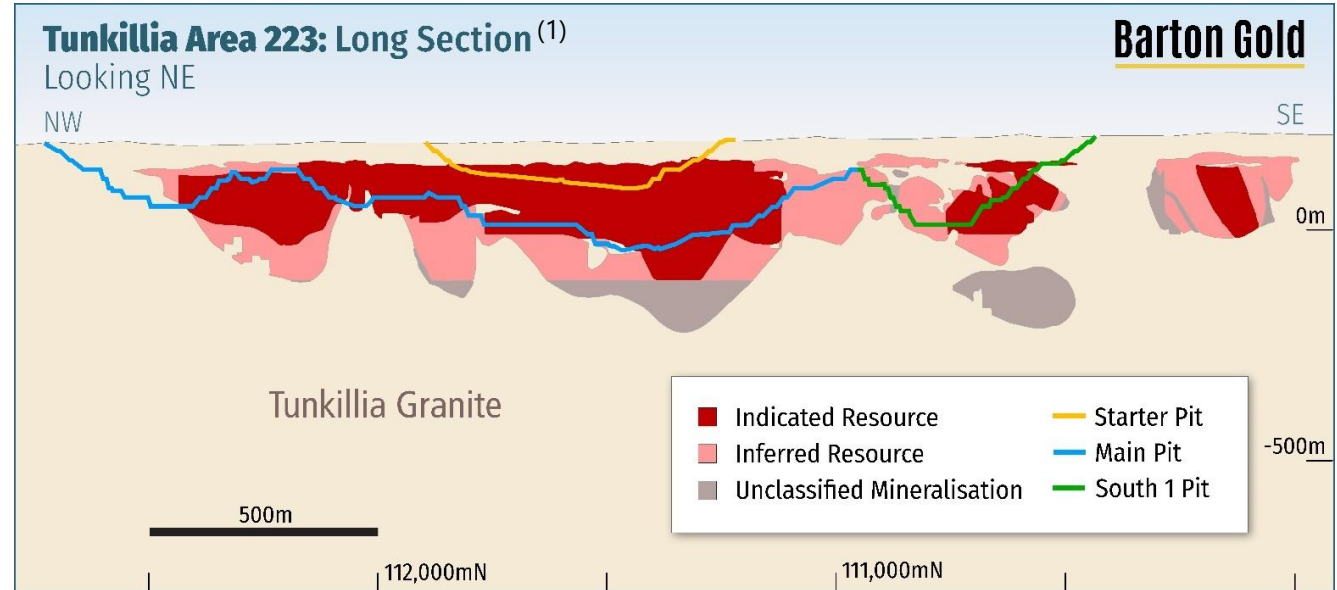 Tunkillia Area 223: Long Section (1)
Barton Gold
Looking NE
NW
SE
0m
Tunkillia Granite
Indicated Resource
Inferred Resource
Unclassified Mineralisation
Starter Pit
Main Pit
South 1 Pit
-500m
500m
112,000mN
111,000mN